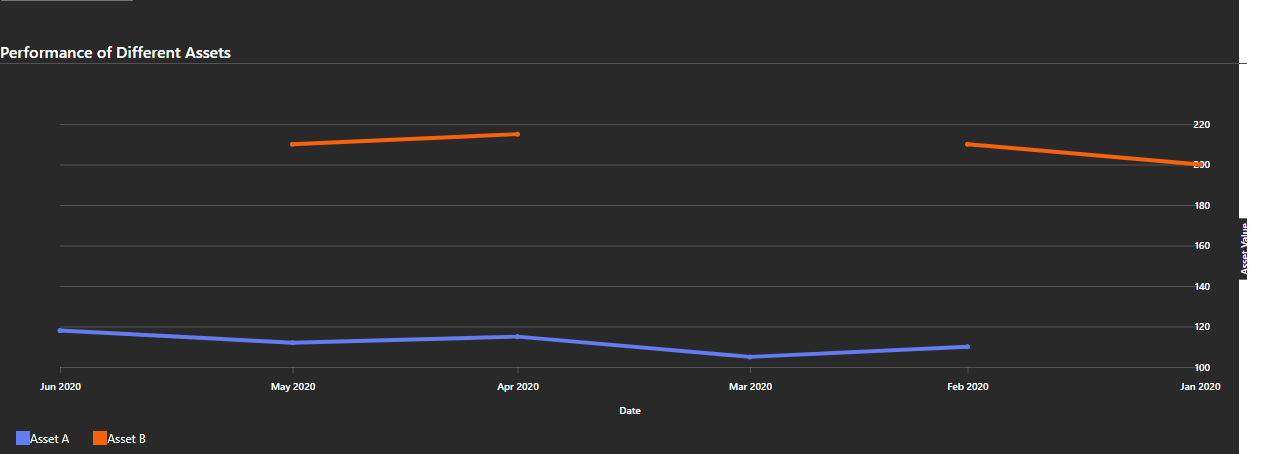 Performance of Different Assets
220
200
180
160
140
120
100
Asset Value
Jun 2020 May 2020 Apr 2020 Mar 2020 Feb 2020 Jan 2020
Date
Asset A Asset B